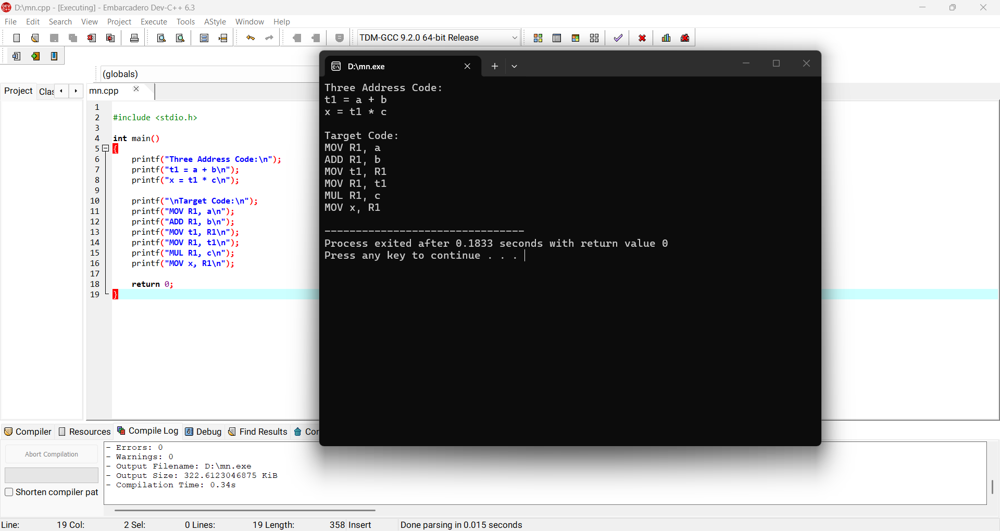 D:\mn.cpp - [Executing] - Embarcadero Dev-C++ 6.3
File Edit Search View Project Execute Tools AStyle Window Help
TDM-GCC 9.2.0 64-bit Release
(globals)
Project Clas
mn.cpp
1
2 #include <stdio.h>
3
4 int main()
5 {
6 printf("Three Address Code:\n");
7 printf("t1 = a + b\n");
8 printf("x = t1 * c\n");
9
10 printf("\nTarget Code:\n");
11 printf("MOV R1, a\n");
12 printf("ADD R1, b\n");
13 printf("MOV t1, R1\n");
14 printf("MOV R1, t1\n");
15 printf("MUL R1, c\n");
16 printf("MOV x, R1\n");
17
18 return 0;
19 }
D:\mn.exe
Three Address Code:
t1 = a + b
x = t1 * c
Target Code:
MOV R1, a
ADD R1, b
MOV t1, R1
MOV R1, t1
MUL R1, c
MOV x, R1
--------------------------------
Process exited after 0.1833 seconds with return value 0
Press any key to continue . . .
Compiler Resources Compile Log Debug Find Results Con
Abort Compilation
Shorten compiler pat
- Errors: 0
- Warnings: 0
- Output Filename: D:\mn.exe
- Output Size: 322.6123046875 KiB
- Compilation Time: 0.34s
Line: 19 Col: 2 Sel: 0 Lines: 19 Length: 358 Insert Done parsing in 0.015 seconds